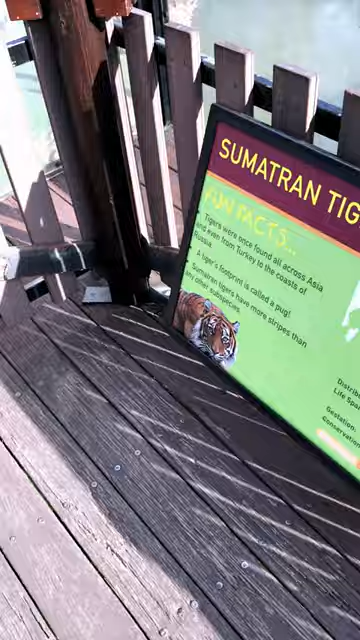 SUMATRAN TIG
FUN FACTS...
Tigers were once found all across Asia
and even from Turkey to the coasts of
Russia.
A tiger's footprint is called a pug!
Sumatran tigers have more stripes than
any other subspecies.
Distrib
Life Spa
Gestation:
Conservation